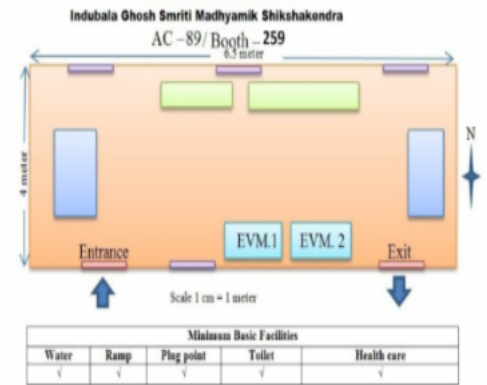 Indubala Ghosh Smriti Madhyamik Shikshakendra
AC –89/ Booth – 259
6.5 meter
4 meter
N
EVM.1 EVM. 2
Entrance Exit
Scale 1 cm = 1 meter
Minimum Basic Facilities
Water Ramp Plug point Toilet Health care
√ √ √ √ √